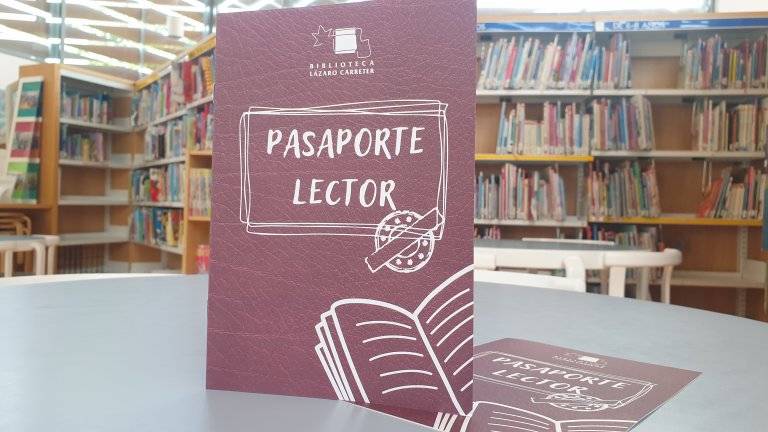 BIBLIOTECA
LÁZARO CARRETER
PASAPORTE
LECTOR
PASAPORTE
LECTOR